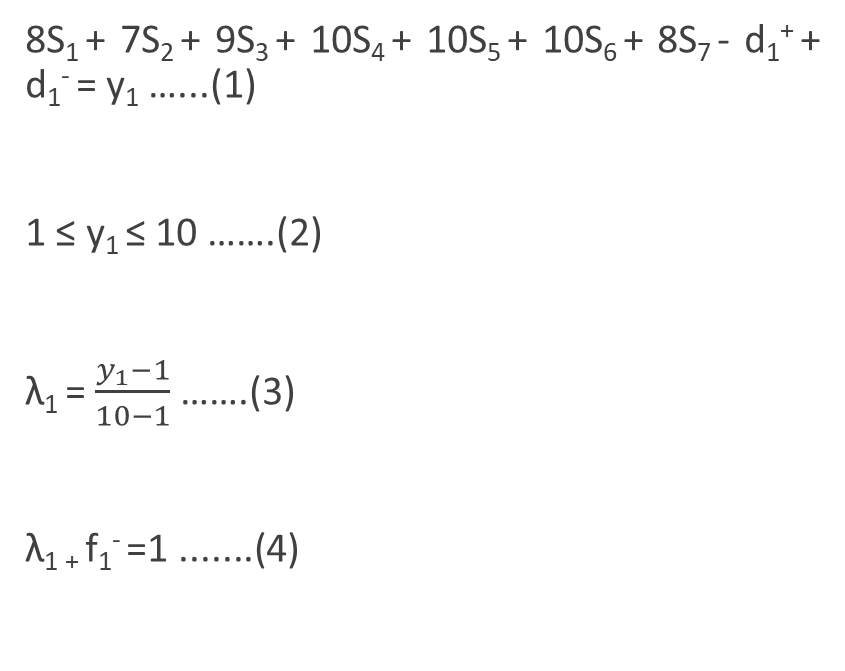 8S₁ + 7S₂ + 9S₃ + 10S₄ + 10S₅ + 10S₆ + 8S₇ - d₁⁺ +
d₁⁻ = y₁ ......(1)
1 ≤ y₁ ≤ 10 .......(2)
λ₁ = \frac{y₁−1}{10−1} .......(3)
λ₁ ₊ f₁⁻ =1 .......(4)